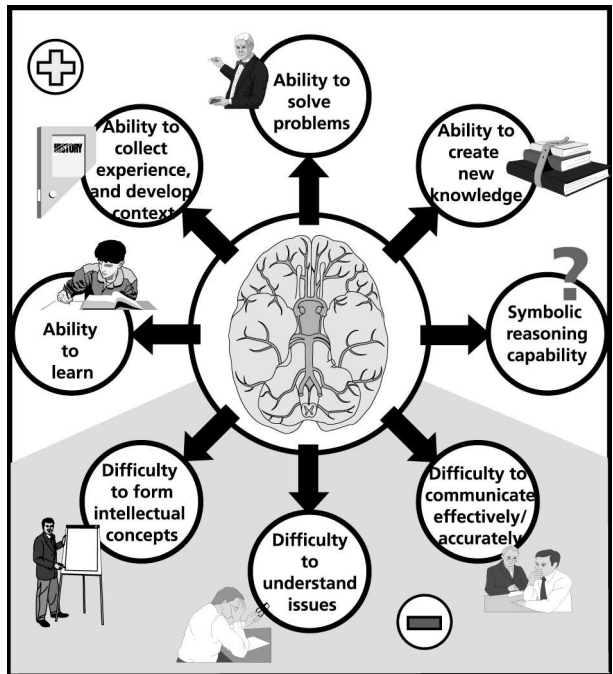 Ability to
solve
problems
Ability to
collect
experience,
and develop
context
HISTORY
Ability to
create
new
knowledge
?
Symbolic
reasoning
capability
Ability
to
learn
Difficulty
to form
intellectual
concepts
Difficulty
to
understand
issues
Difficulty to
communicate
effectively/
accurately